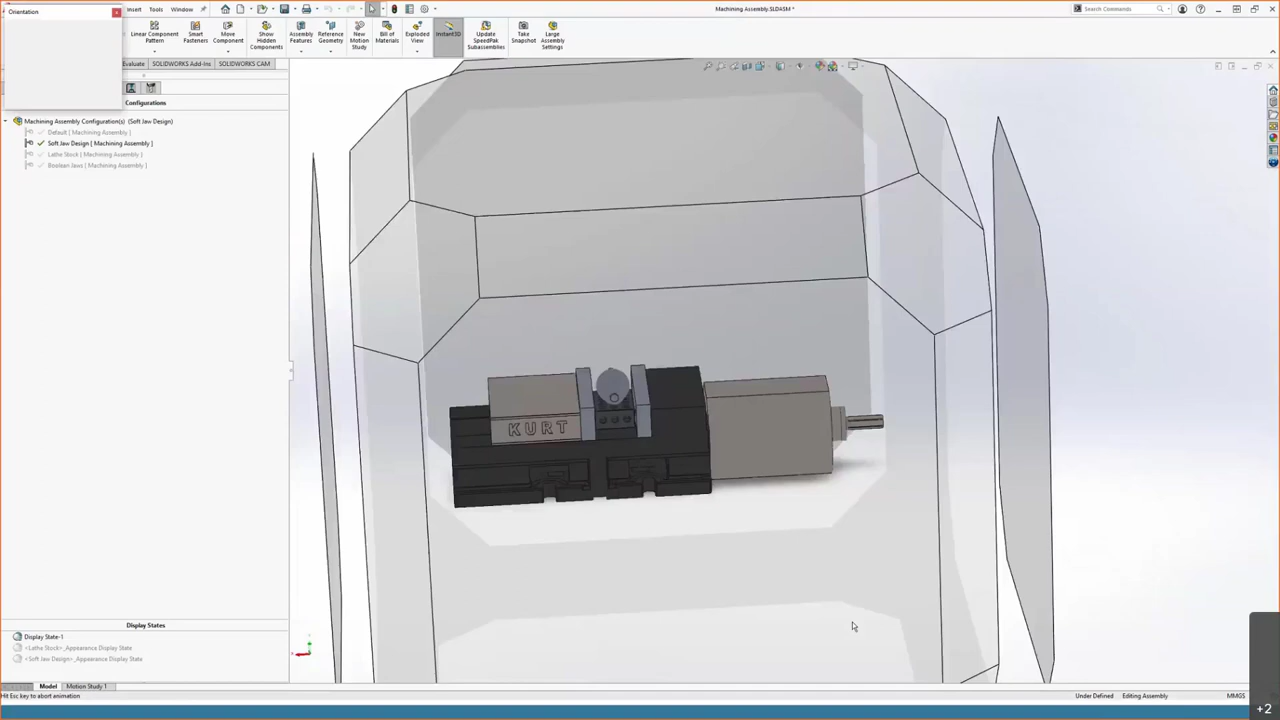 Orientation
Machining Assembly.SLDASM *
Search Commands
Insert Tools Window
Linear Component Pattern
Smart Fasteners
Move Component
Show Hidden Components
Assembly Features
Reference Geometry
New Motion Study
Bill of Materials
Exploded View
Instant3D
Update SpeedPak Subassemblies
Take Snapshot
Large Assembly Settings
Evaluate SOLIDWORKS Add-Ins SOLIDWORKS CAM
Configurations
Machining Assembly Configuration(s) (Soft Jaw Design)
Default [ Machining Assembly ]
Soft Jaw Design [ Machining Assembly ]
Lathe Stock [ Machining Assembly ]
Boolean Jaws [ Machining Assembly ]
KURT
Display States
Display State-1
<Lathe Stock>_Appearance Display State
<Soft Jaw Design>_Appearance Display State
Model Motion Study 1
Hit Esc key to abort animation
Under Defined Editing Assembly MMGS
+2